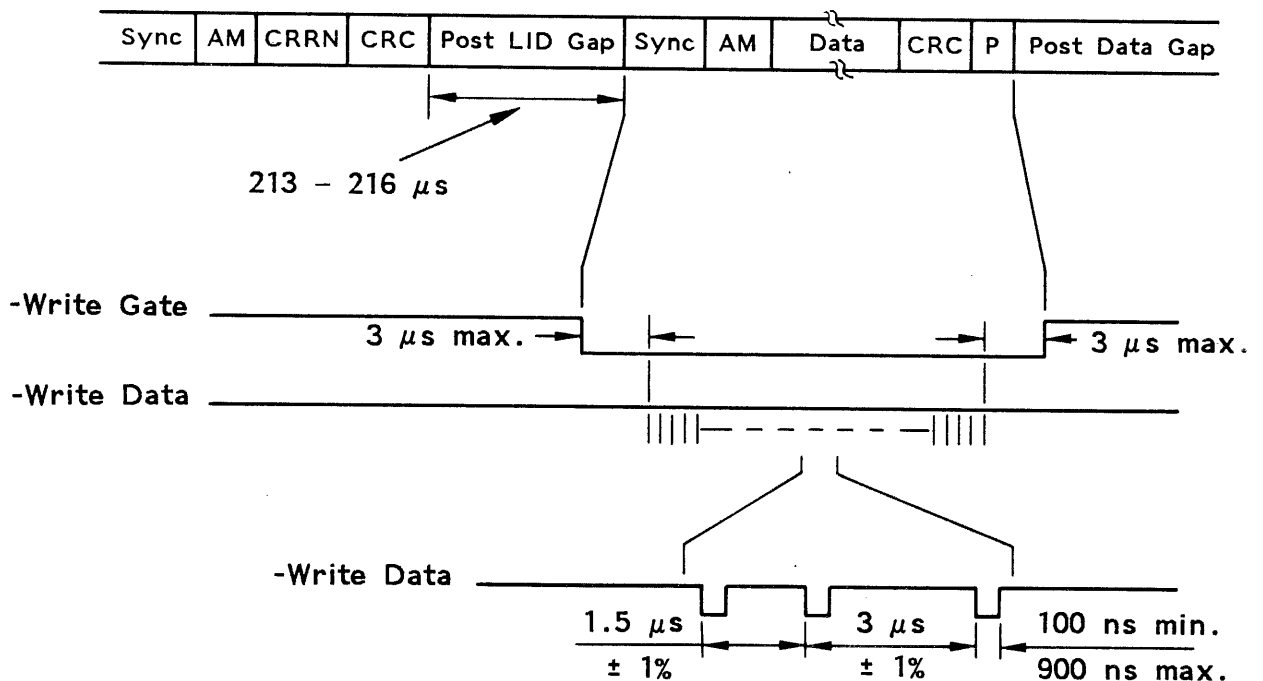 Sync AM CRRN CRC Post LID Gap Sync AM Data CRC P Post Data Gap
213 – 216 μs
-Write Gate
3 μs max.
3 μs max.
-Write Data
-Write Data
1.5 μs
± 1%
3 μs
± 1%
100 ns min.
900 ns max.